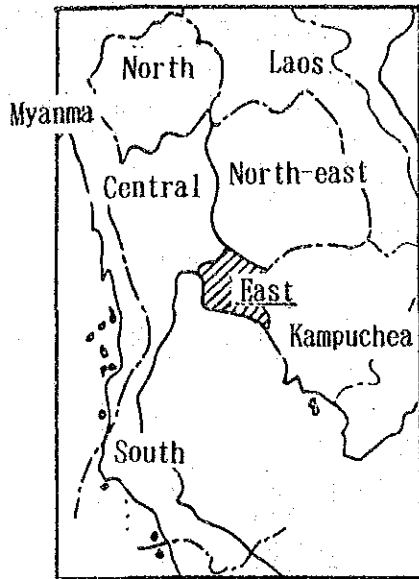 North
Laos
Myanma
Central
North-east
East
Kampuchea
South